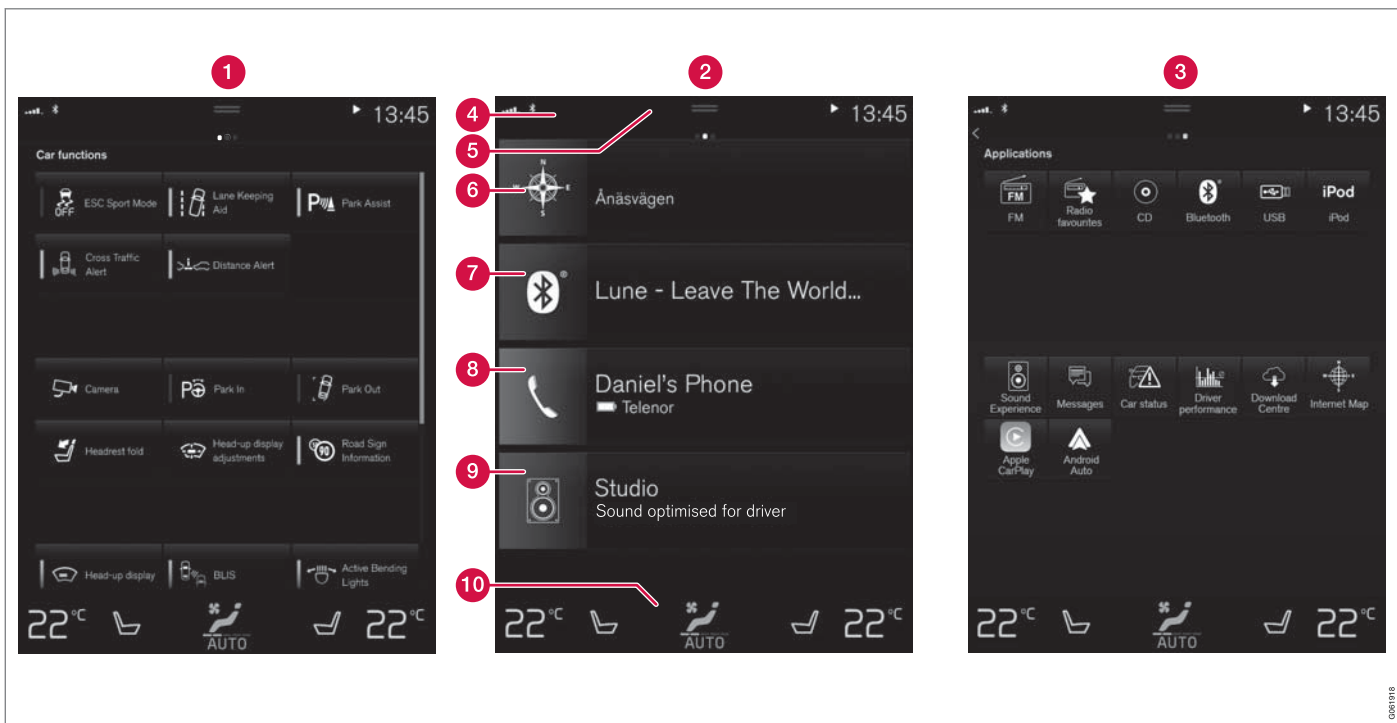 1
2
3
13:45
Car functions
OFF
ESC Sport Mode
Lane Keeping
Aid
P
Park Assist
Cross Traffic
Alert
Distance Alert
Camera
P
Park In
Park Out
Headrest fold
Head-up display
adjustments
90
Road Sign
Information
Head-up display
BLIS
Active Bending
Lights
22°C
AUTO
22°C
4
13:45
5
6
N
W
E
S
Ånäsvägen
7
Lune - Leave The World...
8
Daniel's Phone
Telenor
9
Studio
Sound optimised for driver
10
22°C
AUTO
22°C
13:45
<
Applications
FM
FM
Radio
favourites
CD
Bluetooth
USB
iPod
iPod
Sound
Experience
Messages
Car status
Driver
performance
Download
Centre
Internet Map
Apple
CarPlay
Android
Auto
22°C
AUTO
22°C
G061918